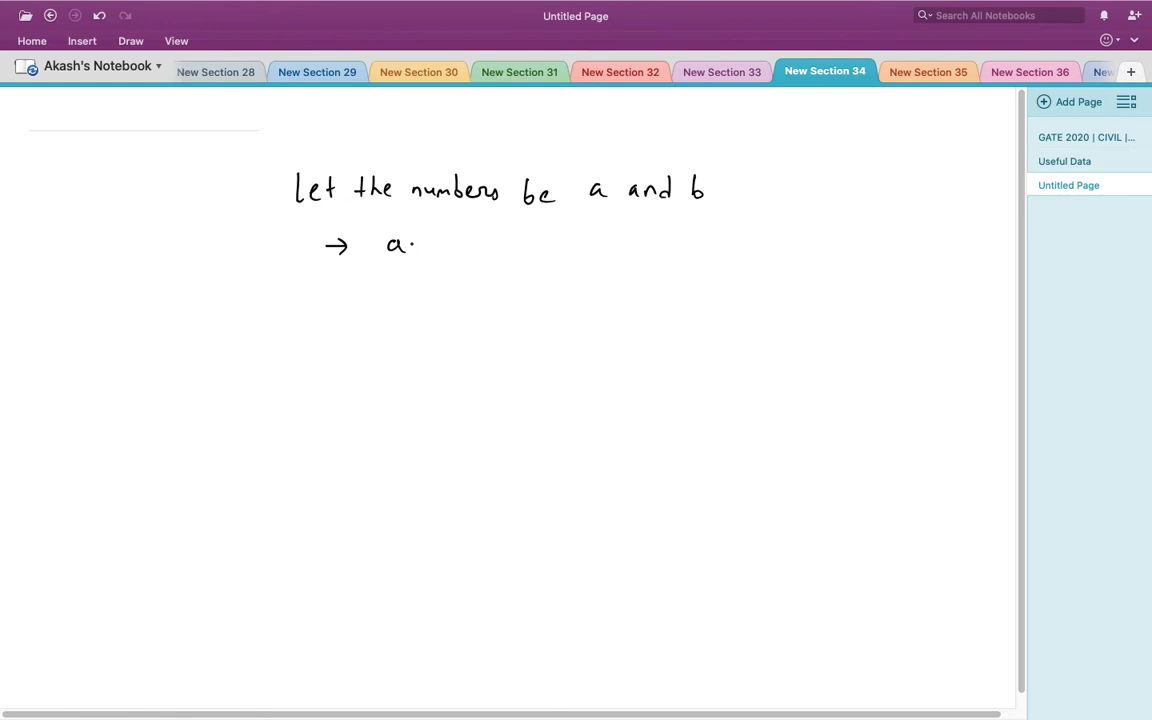 Untitled Page
Search All Notebooks
Home Insert Draw View
Akash's Notebook New Section 28 New Section 29 New Section 30 New Section 31 New Section 32 New Section 33 New Section 34 New Section 35 New Section 36 New
Add Page
GATE 2020 | CIVIL |...
Useful Data
Untitled Page
Let the numbers be a and b
→ a·